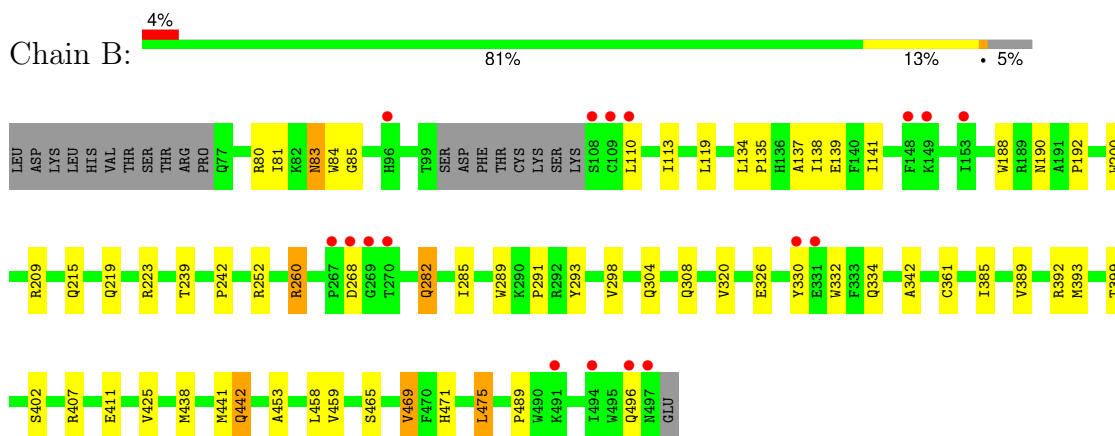 4%
Chain B:
81% 13% • 5%
LEU ASP LYS LEU HIS VAL THR SER THR ARG PRO Q77 R80 I81 K82 N83 W84 G85 H96 T99 SER ASP PHE THR CYS LYS SER LYS S108 C109 L110 I113 L119 L134 P135 H136 A137 I138 E139 F140 I141 F148 K149 I153 W188 R189 N190 A191 P192 W200
R209 Q215 Q219 R223 T239 P242 R252 R260 P267 D268 G269 T270 Q282 I285 W289 K290 P291 R292 Y293 V298 Q304 Q308 V320 E326 Y330 E331 W332 F333 Q334 A342 C361 I385 V389 R392 M393 T399
S402 R407 E411 V425 M438 M441 Q442 A453 L458 V459 S465 V469 F470 H471 L475 P489 W490 K491 I494 W495 Q496 N497 GLU